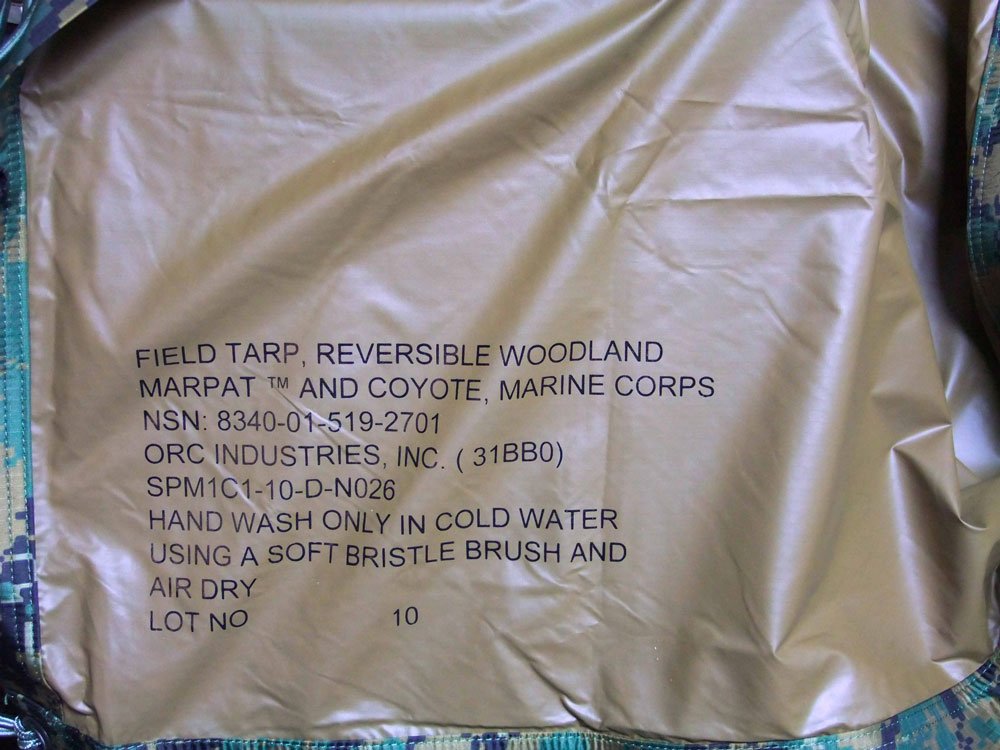 FIELD TARP, REVERSIBLE WOODLAND
MARPAT ™ AND COYOTE, MARINE CORPS
NSN: 8340-01-519-2701
ORC INDUSTRIES, INC. ( 31BB0)
SPM1C1-10-D-N026
HAND WASH ONLY IN COLD WATER
USING A SOFT BRISTLE BRUSH AND
AIR DRY
LOT NO 10